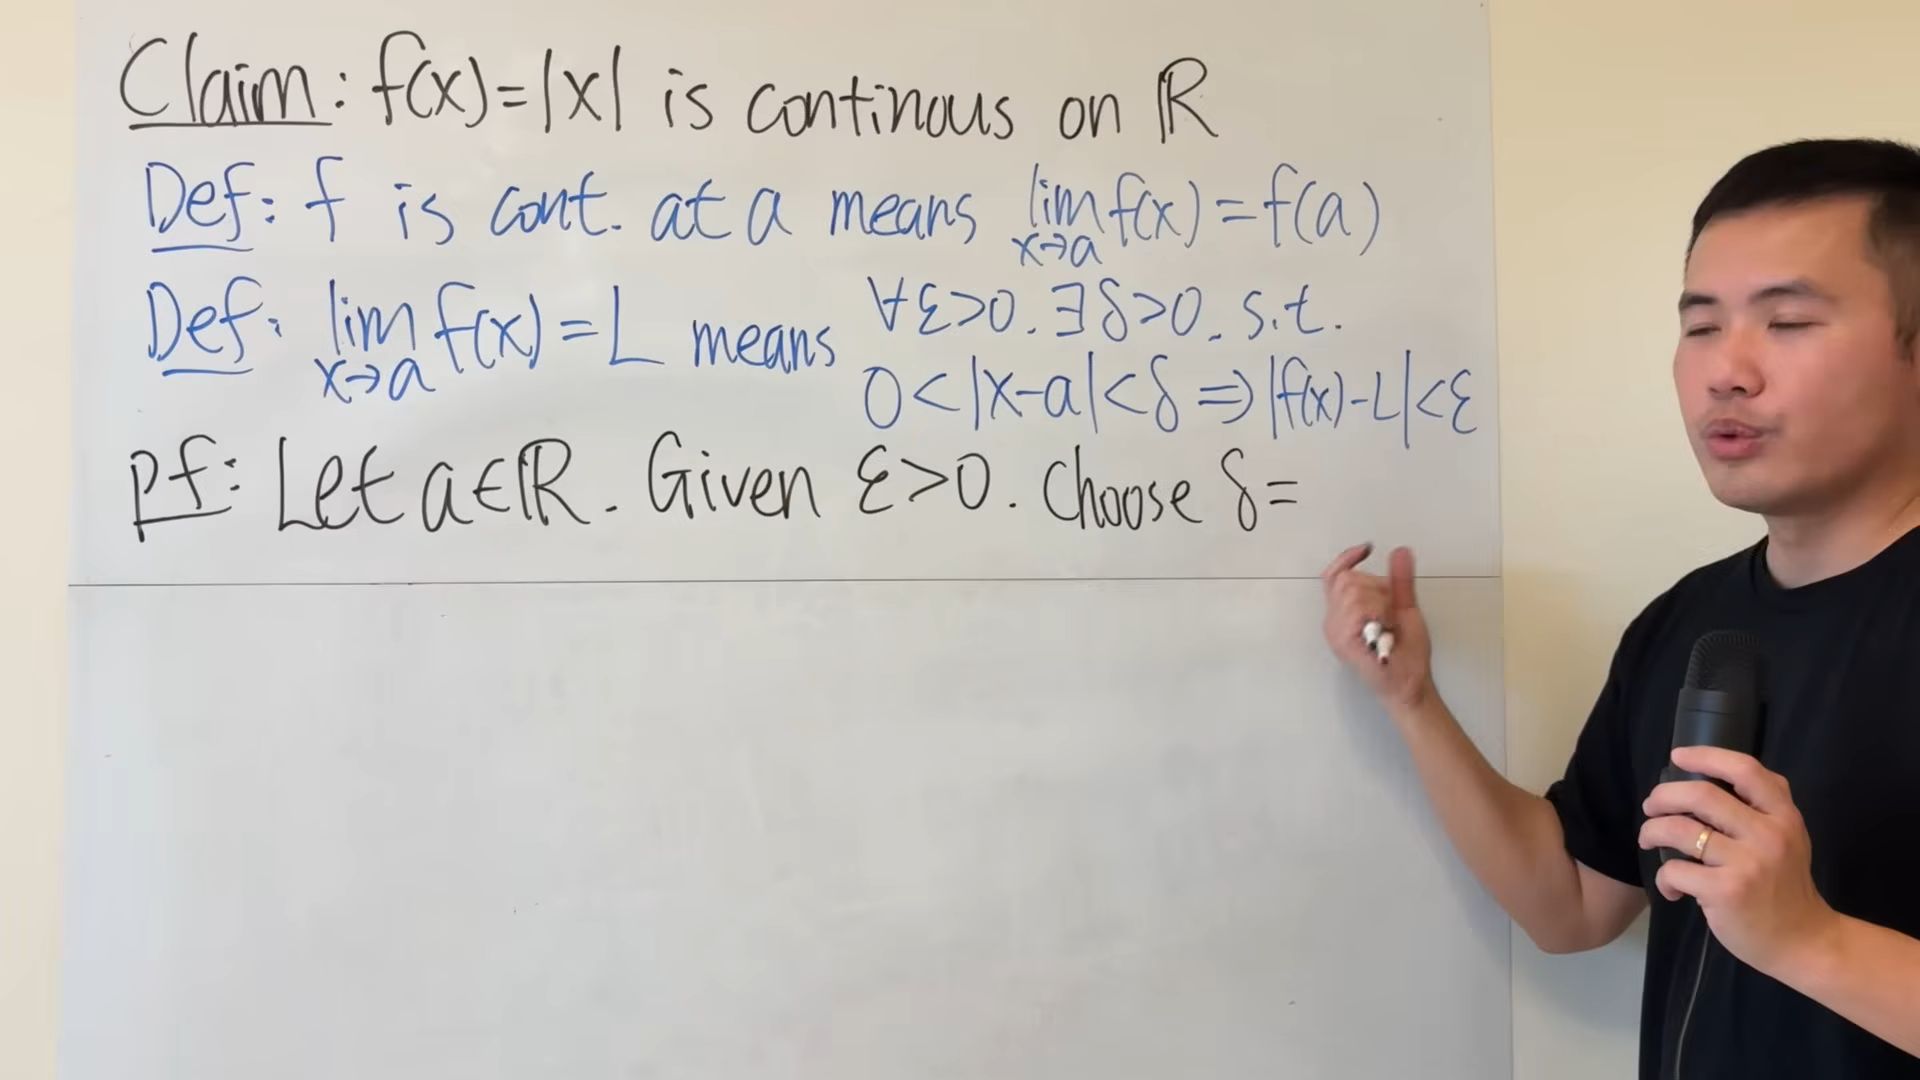 Claim: f(x)=|x| is continous on ℝ
Def: f is cont. at a means lim x→a f(x)=f(a)
Def: lim x→a f(x)=L means ∀ε>0. ∃δ>0. s.t.
0<|x-a|<δ ⇒ |f(x)-L|<ε
pf: Let a∈ℝ. Given ε>0. Choose δ=